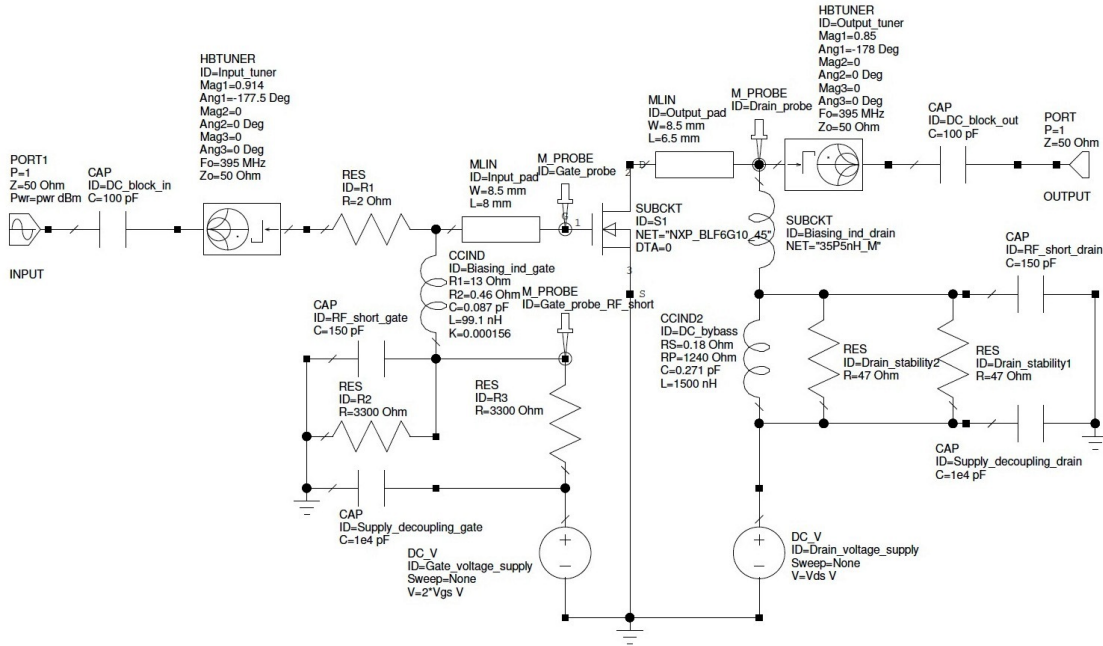 HBTUNER
ID=Output_tuner
Mag1=0.85
Ang1=-178 Deg
Mag2=0
Ang2=0 Deg
Mag3=0
Ang3=0 Deg
Fo=395 MHz
Zo=50 Ohm
HBTUNER
ID=Input_tuner
Mag1=0.914
Ang1=-177.5 Deg
Mag2=0
Ang2=0 Deg
Mag3=0
Ang3=0 Deg
Fo=395 MHz
Zo=50 Ohm
M_PROBE
ID=Drain_probe
MLIN
ID=Output_pad
W=8.5 mm
L=6.5 mm
CAP
ID=DC_block_out
C=100 pF
PORT
P=1
Z=50 Ohm
OUTPUT
PORT1
P=1
Z=50 Ohm
Pwr=pwr dBm
INPUT
CAP
ID=DC_block_in
C=100 pF
RES
ID=R1
R=2 Ohm
MLIN
ID=Input_pad
W=8.5 mm
L=8 mm
M_PROBE
ID=Gate_probe
D
2
G
1
3
S
SUBCKT
ID=S1
NET="NXP_BLF6G10_45"
DTA=0
SUBCKT
ID=Biasing_ind_drain
NET="35P5nH_M"
CCIND
ID=Biasing_ind_gate
R1=13 Ohm
R2=0.46 Ohm
C=0.087 pF
L=99.1 nH
K=0.000156
M_PROBE
ID=Gate_probe_RF_short
CAP
ID=RF_short_gate
C=150 pF
CAP
ID=RF_short_drain
C=150 pF
CCIND2
ID=DC_bypass
RS=0.18 Ohm
RP=1240 Ohm
C=0.271 pF
L=1500 nH
RES
ID=Drain_stability2
R=47 Ohm
RES
ID=Drain_stability1
R=47 Ohm
RES
ID=R2
R=3300 Ohm
RES
ID=R3
R=3300 Ohm
CAP
ID=Supply_decoupling_drain
C=1e4 pF
CAP
ID=Supply_decoupling_gate
C=1e4 pF
DC_V
ID=Gate_voltage_supply
Sweep=None
V=2*Vgs V
DC_V
ID=Drain_voltage_supply
Sweep=None
V=Vds V